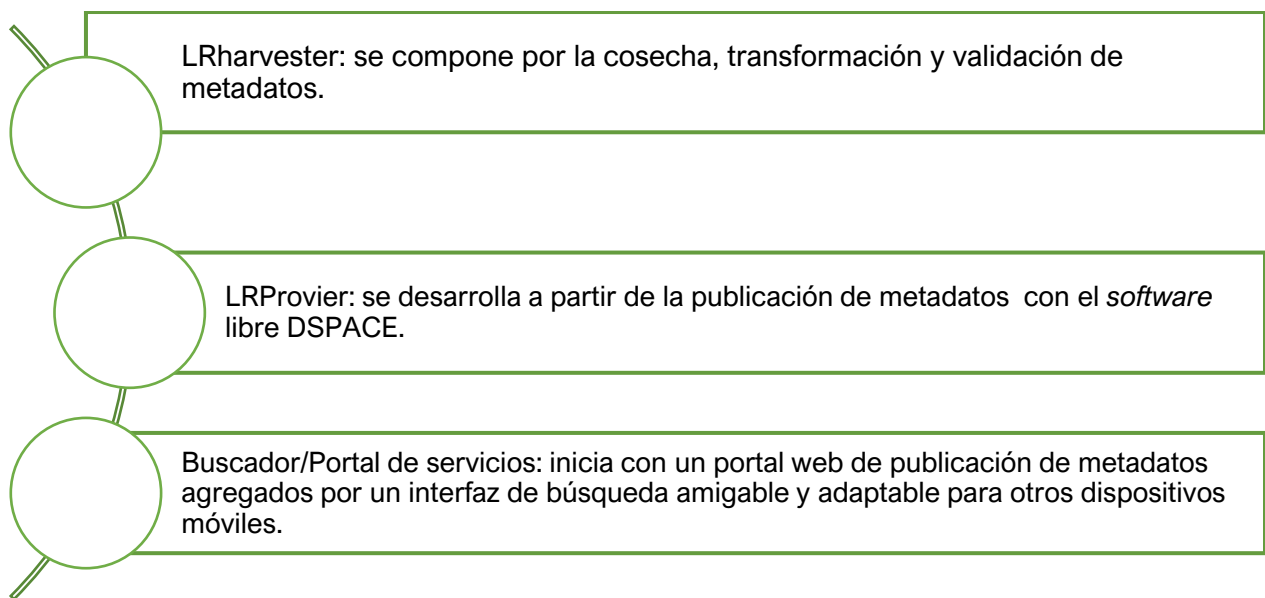 LRharvester: se compone por la cosecha, transformación y validación de
metadatos.
LRProvier: se desarrolla a partir de la publicación de metadatos con el software
libre DSPACE.
Buscador/Portal de servicios: inicia con un portal web de publicación de metadatos
agregados por un interfaz de búsqueda amigable y adaptable para otros dispositivos
móviles.